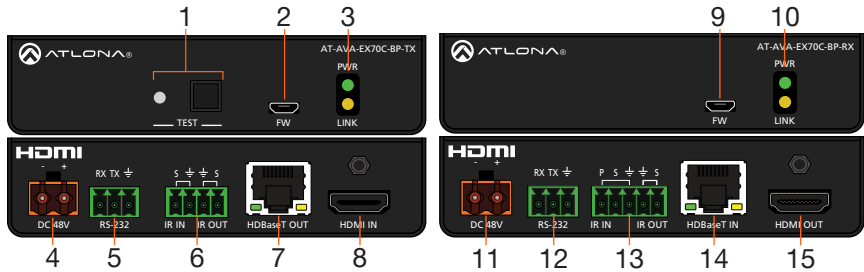 1 2 3 9 10
ATLONA® AT-AVA-EX70C-BP-TX
PWR
TEST FW LINK
ATLONA® AT-AVA-EX70C-BP-RX
PWR
FW LINK
HDMI
- +
RX TX
S S
DC 48V RS-232 IR IN IR OUT HDBaseT OUT HDMI IN
4 5 6 7 8
HDMI
- +
RX TX
P S S
DC 48V RS-232 IR IN IR OUT HDBaseT IN HDMI OUT
11 12 13 14 15